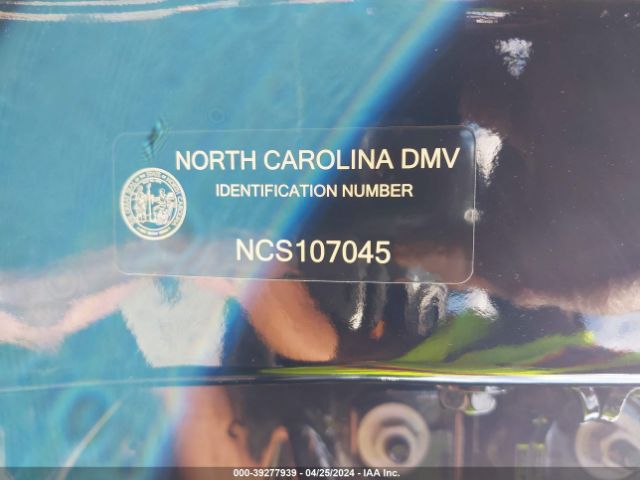 NORTH CAROLINA DMV
IDENTIFICATION NUMBER
NCS107045
000-39277939 - 04/25/2024 - IAA Inc.